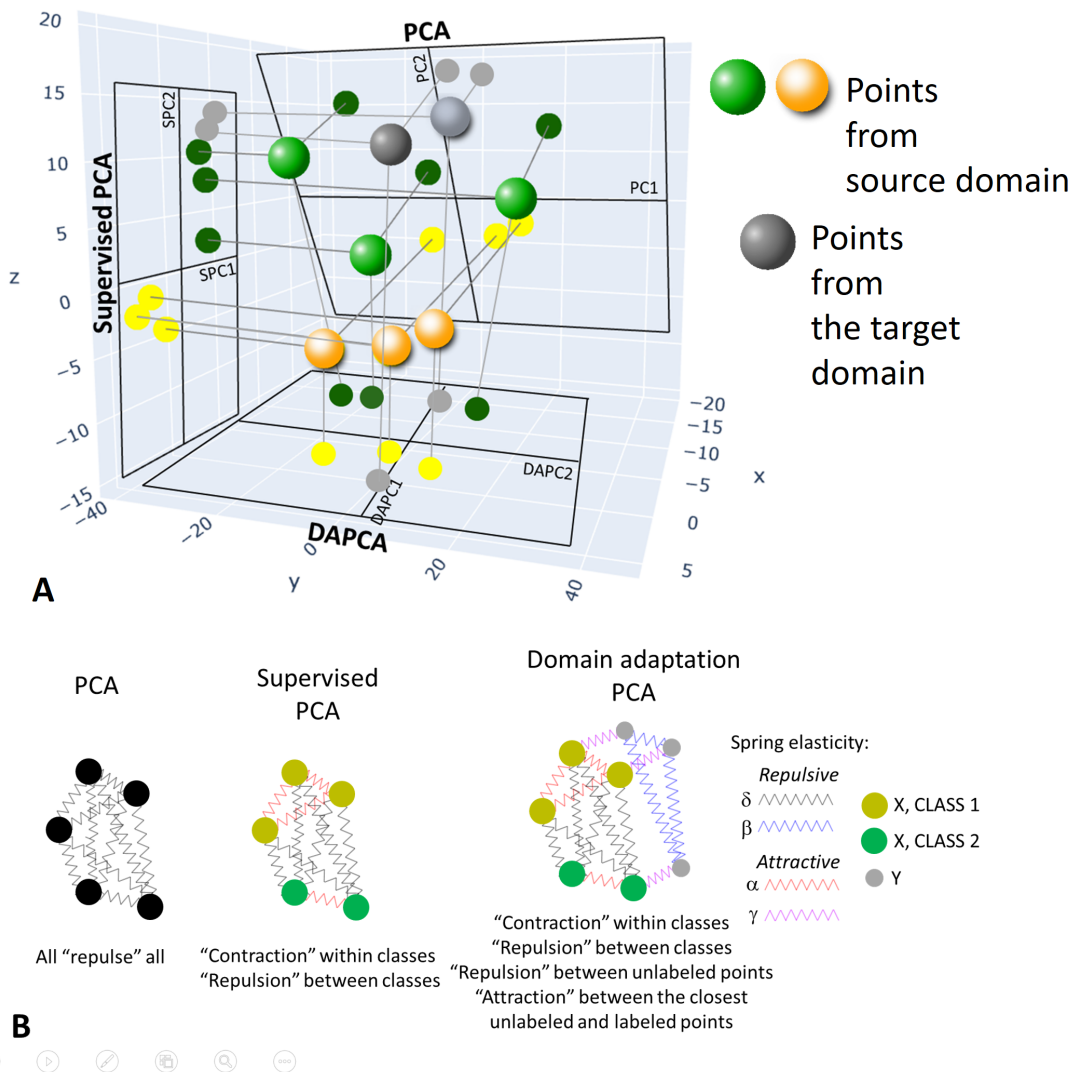 PCA
20
15
10
5
0
−5
−10
−15
z
−40
−20
0
20
40
y
−20
−15
−10
−5
0
5
x
Supervised PCA
SPC2
SPC1
PC2
PC1
DAPC2
DAPC1
DAPCA
Points
from
source domain
Points
from
the target
domain
A
PCA
Supervised
PCA
Domain adaptation
PCA
Spring elasticity:
Repulsive
δ
β
Attractive
α
γ
X, CLASS 1
X, CLASS 2
Y
All “repulse” all
“Contraction” within classes
“Repulsion” between classes
“Contraction” within classes
“Repulsion” between classes
“Repulsion” between unlabeled points
“Attraction” between the closest
unlabeled and labeled points
B